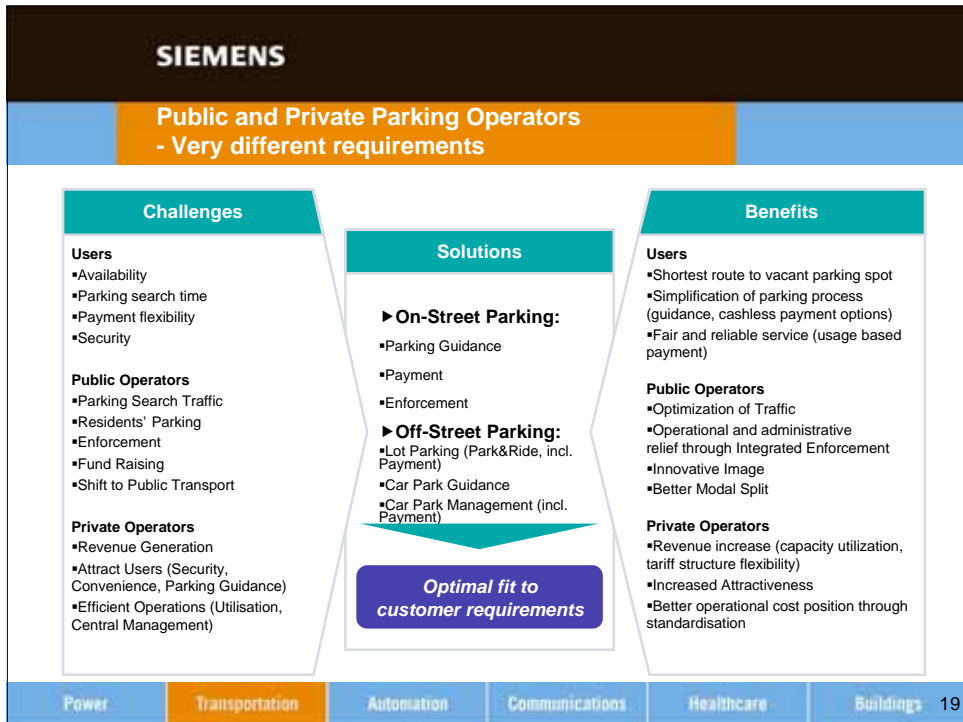 SIEMENS
Public and Private Parking Operators
- Very different requirements
Challenges
Users
▪Availability
▪Parking search time
▪Payment flexibility
▪Security
Public Operators
▪Parking Search Traffic
▪Residents’ Parking
▪Enforcement
▪Fund Raising
▪Shift to Public Transport
Private Operators
▪Revenue Generation
▪Attract Users (Security,
Convenience, Parking Guidance)
▪Efficient Operations (Utilisation,
Central Management)
Solutions
►On-Street Parking:
▪Parking Guidance
▪Payment
▪Enforcement
►Off-Street Parking:
▪Lot Parking (Park&Ride, incl.
Payment)
▪Car Park Guidance
▪Car Park Management (incl.
Payment)
Optimal fit to
customer requirements
Benefits
Users
▪Shortest route to vacant parking spot
▪Simplification of parking process
(guidance, cashless payment options)
▪Fair and reliable service (usage based
payment)
Public Operators
▪Optimization of Traffic
▪Operational and administrative
relief through Integrated Enforcement
▪Innovative Image
▪Better Modal Split
Private Operators
▪Revenue increase (capacity utilization,
tariff structure flexibility)
▪Increased Attractiveness
▪Better operational cost position through
standardisation
Power Transportation Automation Communications Healthcare Buildings 19